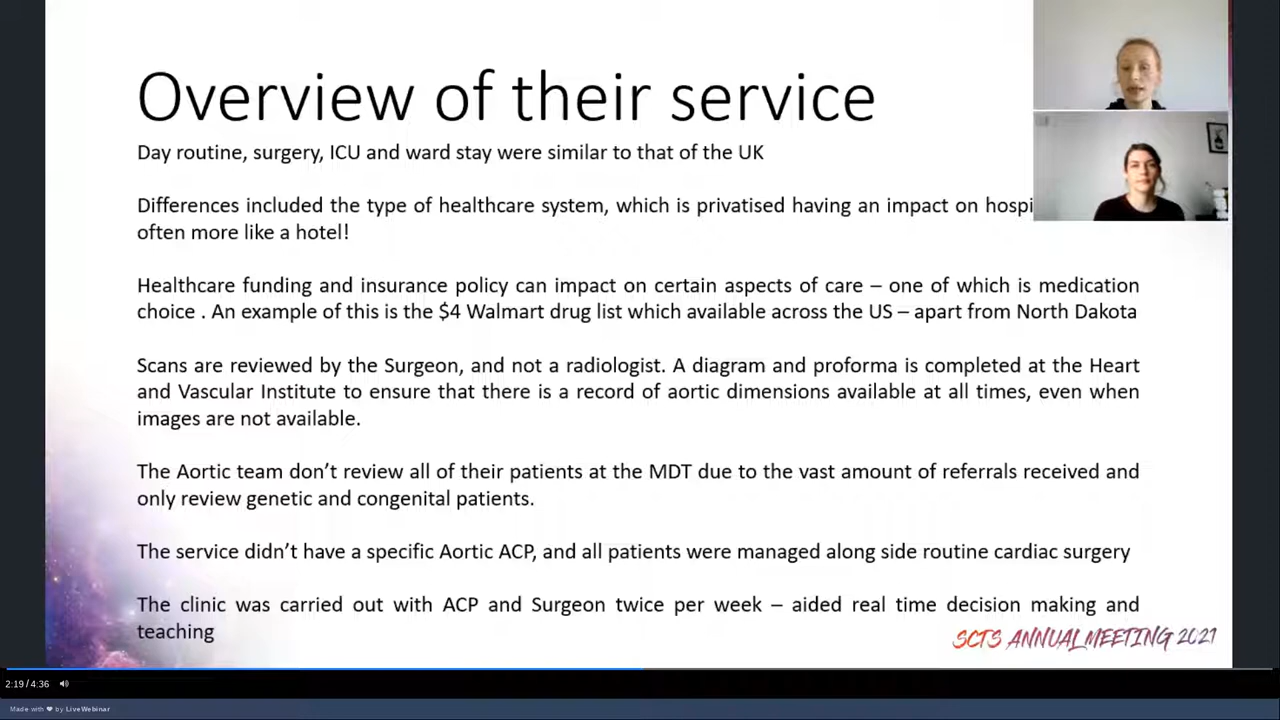 Overview of their service
Day routine, surgery, ICU and ward stay were similar to that of the UK
Differences included the type of healthcare system, which is privatised having an impact on
often more like a hotel!
Healthcare funding and insurance policy can impact on certain aspects of care – one of which is medication
choice . An example of this is the $4 Walmart drug list which available across the US – apart from North Dakota
Scans are reviewed by the Surgeon, and not a radiologist. A diagram and proforma is completed at the Heart
and Vascular Institute to ensure that there is a record of aortic dimensions available at all times, even when
images are not available.
The Aortic team don't review all of their patients at the MDT due to the vast amount of referrals received and
only review genetic and congenital patients.
The service didn't have a specific Aortic ACP, and all patients were managed along side routine cardiac surgery
The clinic was carried out with ACP and Surgeon twice per week – aided real time decision making and
teaching
SCTS ANNUAL MEETING 2021
2:19 / 4:36
Made with ❤ by LiveWebinar